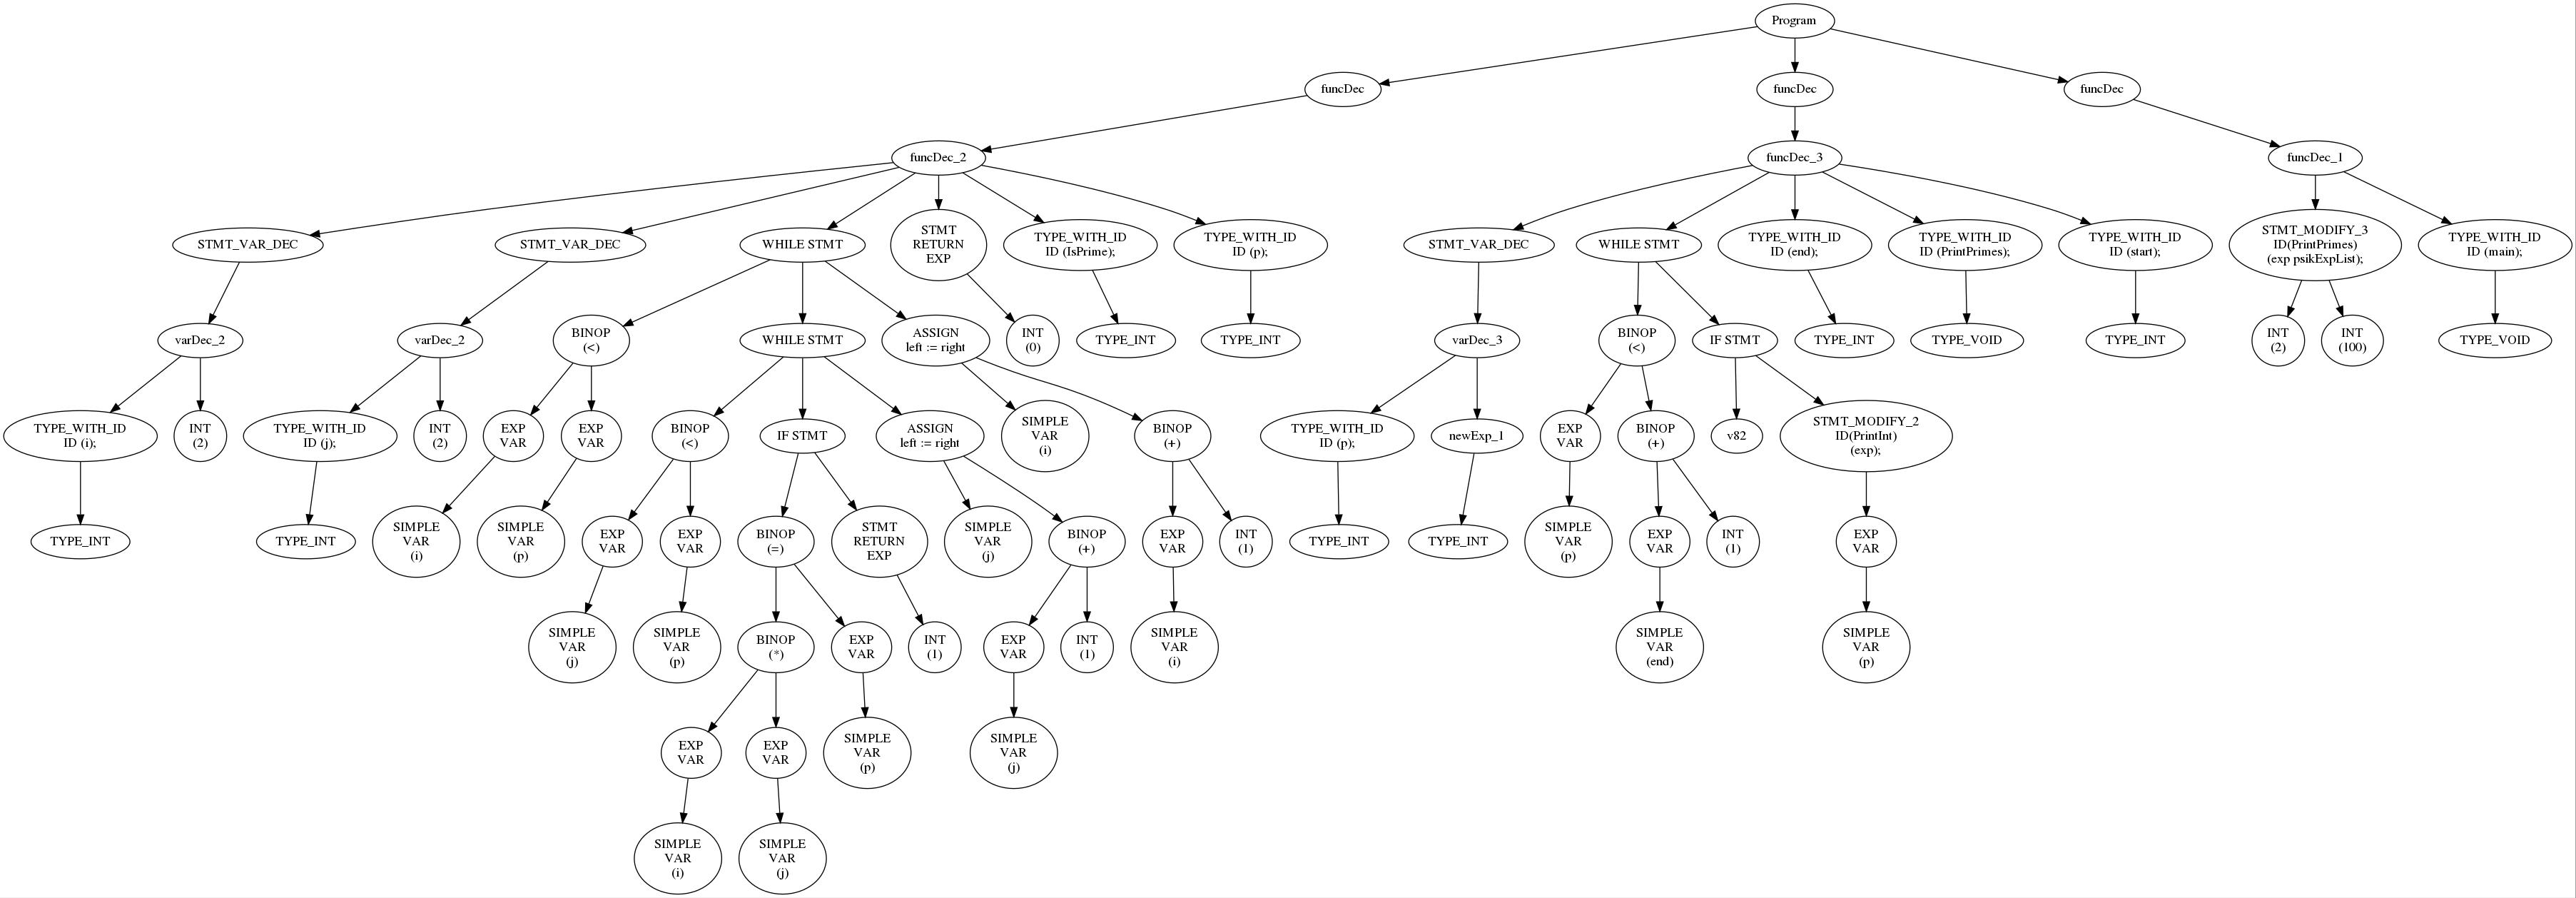 Program
funcDec
funcDec
funcDec
funcDec_2
funcDec_3
funcDec_1
STMT_VAR_DEC
STMT_VAR_DEC
WHILE STMT
STMT
RETURN
EXP
TYPE_WITH_ID
ID (IsPrime);
TYPE_WITH_ID
ID (p);
STMT_VAR_DEC
WHILE STMT
TYPE_WITH_ID
ID (end);
TYPE_WITH_ID
ID (PrintPrimes);
TYPE_WITH_ID
ID (start);
STMT_MODIFY_3
ID(PrintPrimes)
(exp psikExpList);
TYPE_WITH_ID
ID (main);
varDec_2
varDec_2
BINOP
(<)
WHILE STMT
ASSIGN
left := right
INT
(0)
TYPE_INT
TYPE_INT
varDec_3
BINOP
(<)
IF STMT
TYPE_INT
TYPE_VOID
TYPE_INT
INT
(2)
INT
(100)
TYPE_VOID
TYPE_WITH_ID
ID (i);
INT
(2)
TYPE_WITH_ID
ID (j);
INT
(2)
EXP
VAR
EXP
VAR
BINOP
(<)
IF STMT
ASSIGN
left := right
SIMPLE
VAR
(i)
BINOP
(+)
TYPE_WITH_ID
ID (p);
newExp_1
EXP
VAR
BINOP
(+)
v82
STMT_MODIFY_2
ID(PrintInt)
(exp);
TYPE_INT
TYPE_INT
SIMPLE
VAR
(i)
SIMPLE
VAR
(p)
EXP
VAR
EXP
VAR
BINOP
(=)
STMT
RETURN
EXP
SIMPLE
VAR
(j)
BINOP
(+)
EXP
VAR
INT
(1)
TYPE_INT
TYPE_INT
SIMPLE
VAR
(p)
EXP
VAR
INT
(1)
EXP
VAR
SIMPLE
VAR
(j)
SIMPLE
VAR
(p)
BINOP
(*)
EXP
VAR
INT
(1)
EXP
VAR
INT
(1)
SIMPLE
VAR
(i)
SIMPLE
VAR
(end)
SIMPLE
VAR
(p)
EXP
VAR
EXP
VAR
SIMPLE
VAR
(p)
SIMPLE
VAR
(j)
SIMPLE
VAR
(i)
SIMPLE
VAR
(j)